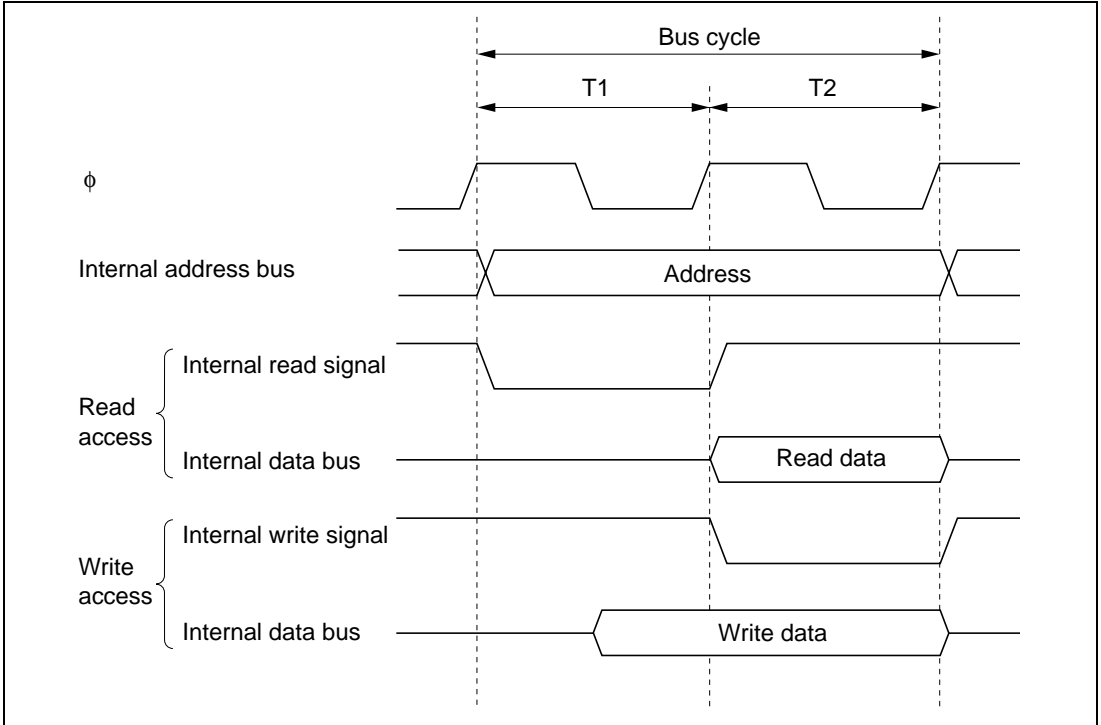 Bus cycle
T1
T2
ϕ
Internal address bus
Address
Internal read signal
Read
access
Internal data bus
Read data
Internal write signal
Write
access
Internal data bus
Write data